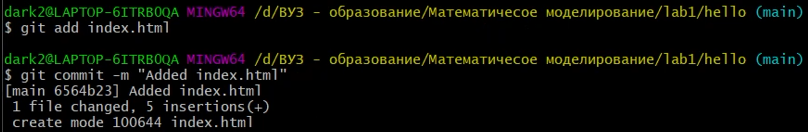 dark2@LAPTOP-6ITRB0QA MINGW64 /d/ВУЗ - образование/Математичесое моделирование/lab1/hello (main)
$ git add index.html
dark2@LAPTOP-6ITRB0QA MINGW64 /d/ВУЗ - образование/Математичесое моделирование/lab1/hello (main)
$ git commit -m "Added index.html"
[main 6564b23] Added index.html
1 file changed, 5 insertions(+)
create mode 100644 index.html